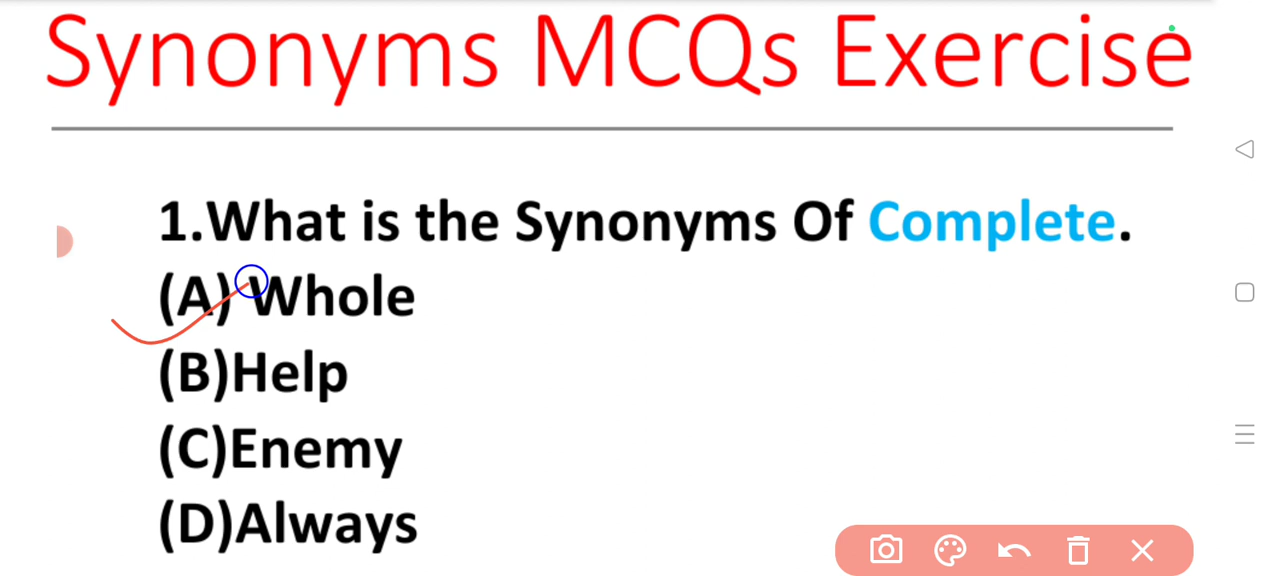 Synonyms MCQs Exercise
1.What is the Synonyms Of Complete.
(A) Whole
(B)Help
(C)Enemy
(D)Always